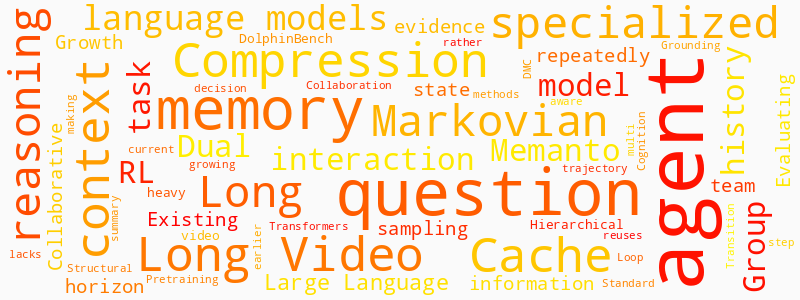 reasoning
language models
evidence
specialized
Growth
DolphinBench
rather
Grounding
Compression
DMC
repeatedly
context
task
decision
Collaboration
state
methods
model
agent
history
Evaluating
making
memory
Markovian
aware
current
Dual
interaction
Memanto
multi
Cognition
Collaborative
RL
growing
trajectory
heavy
Long
question
team
summary
Existing
Transformers
sampling
Hierarchical
reuses
Group
Transition
lacks
video
earlier
Long
Video
Cache
Loop
step
Structural
horizon
Pretraining
Large Language
information
Standard